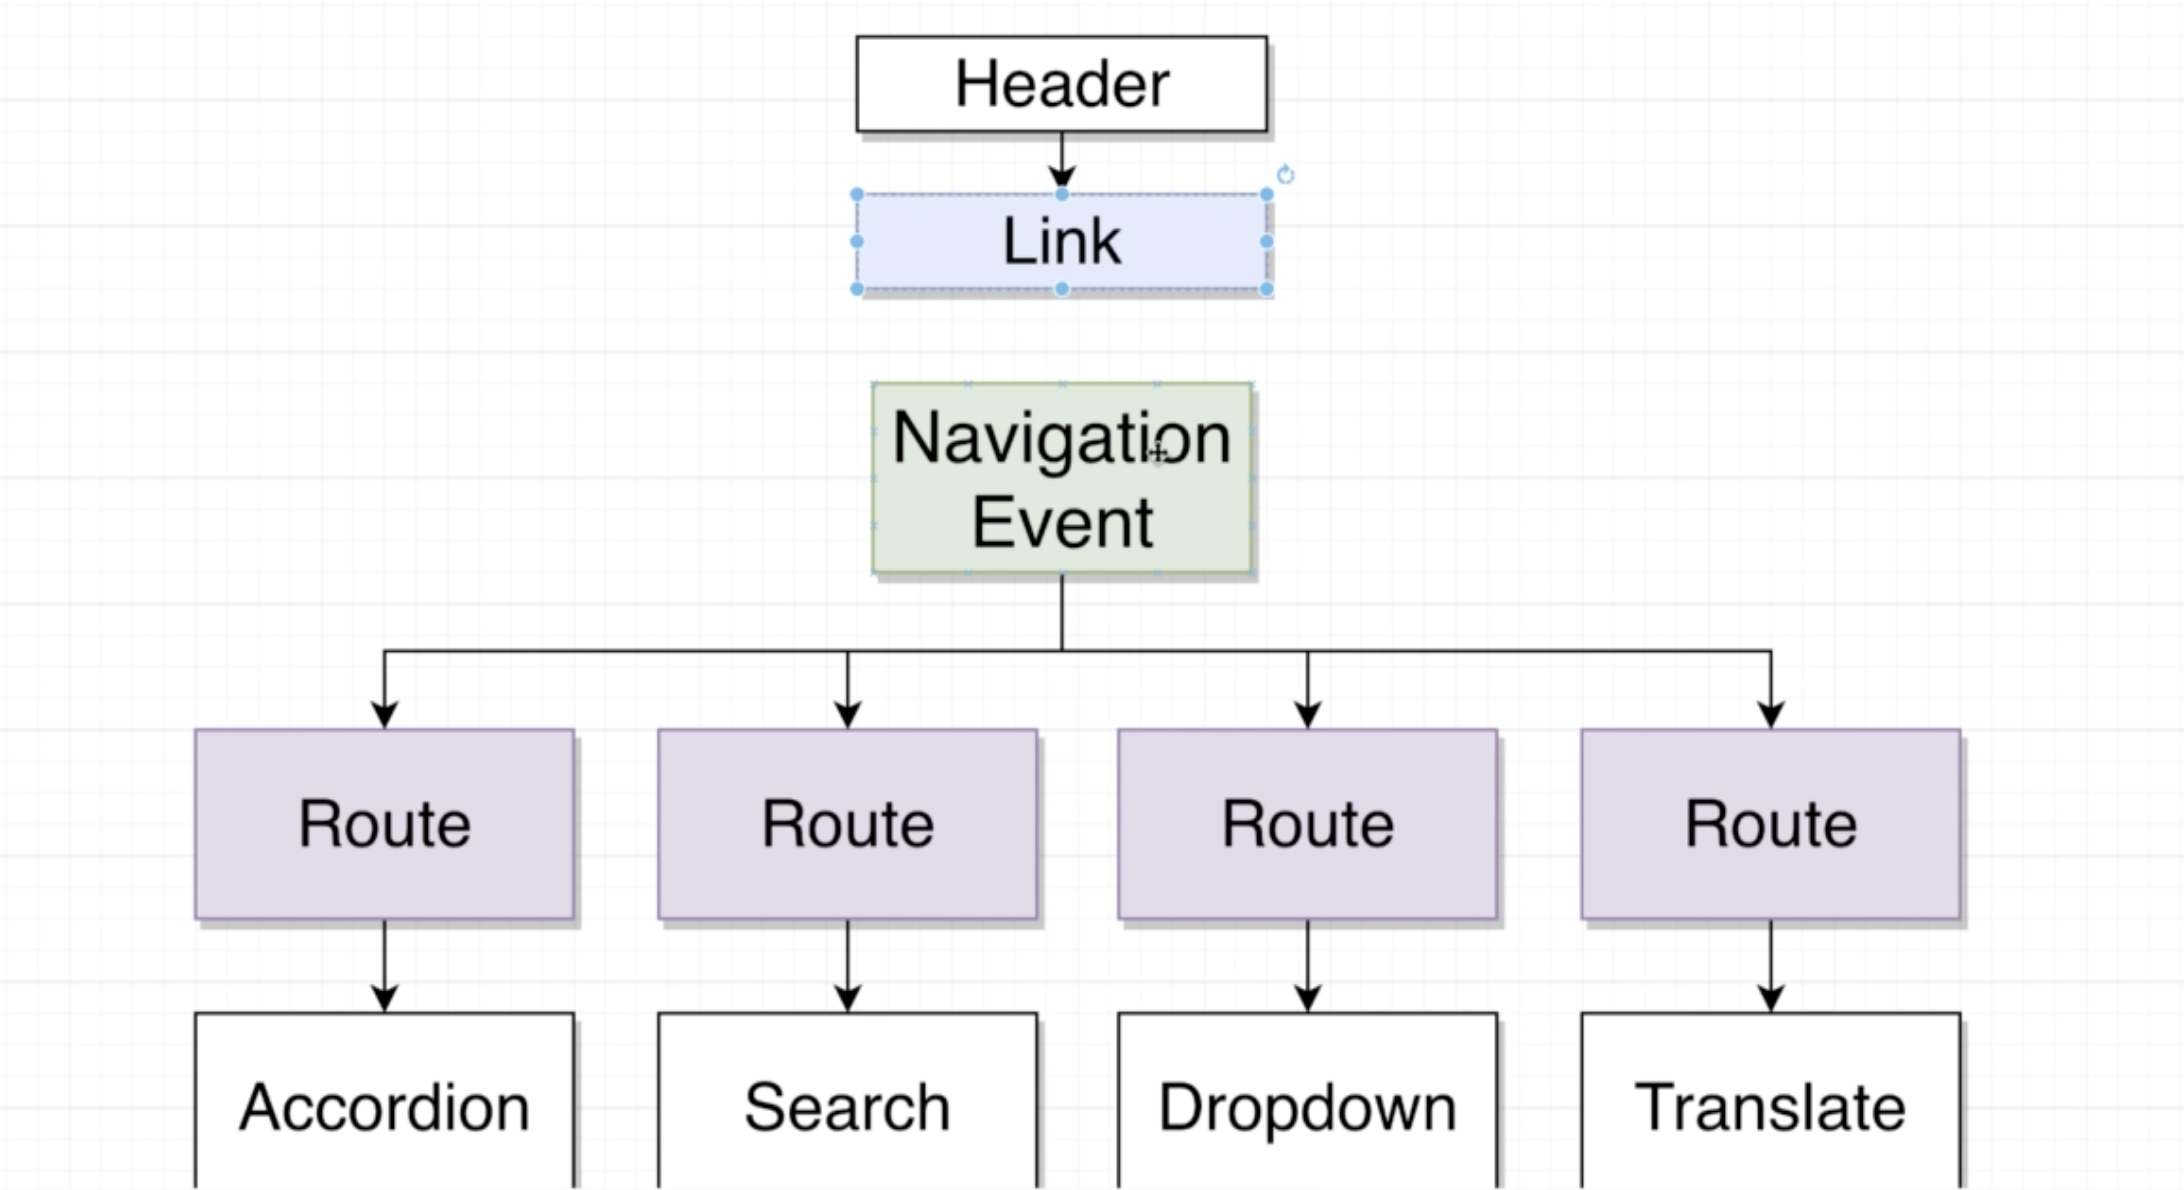 Header
Link
Navigation
Event
Route Route Route Route
Accordion Search Dropdown Translate